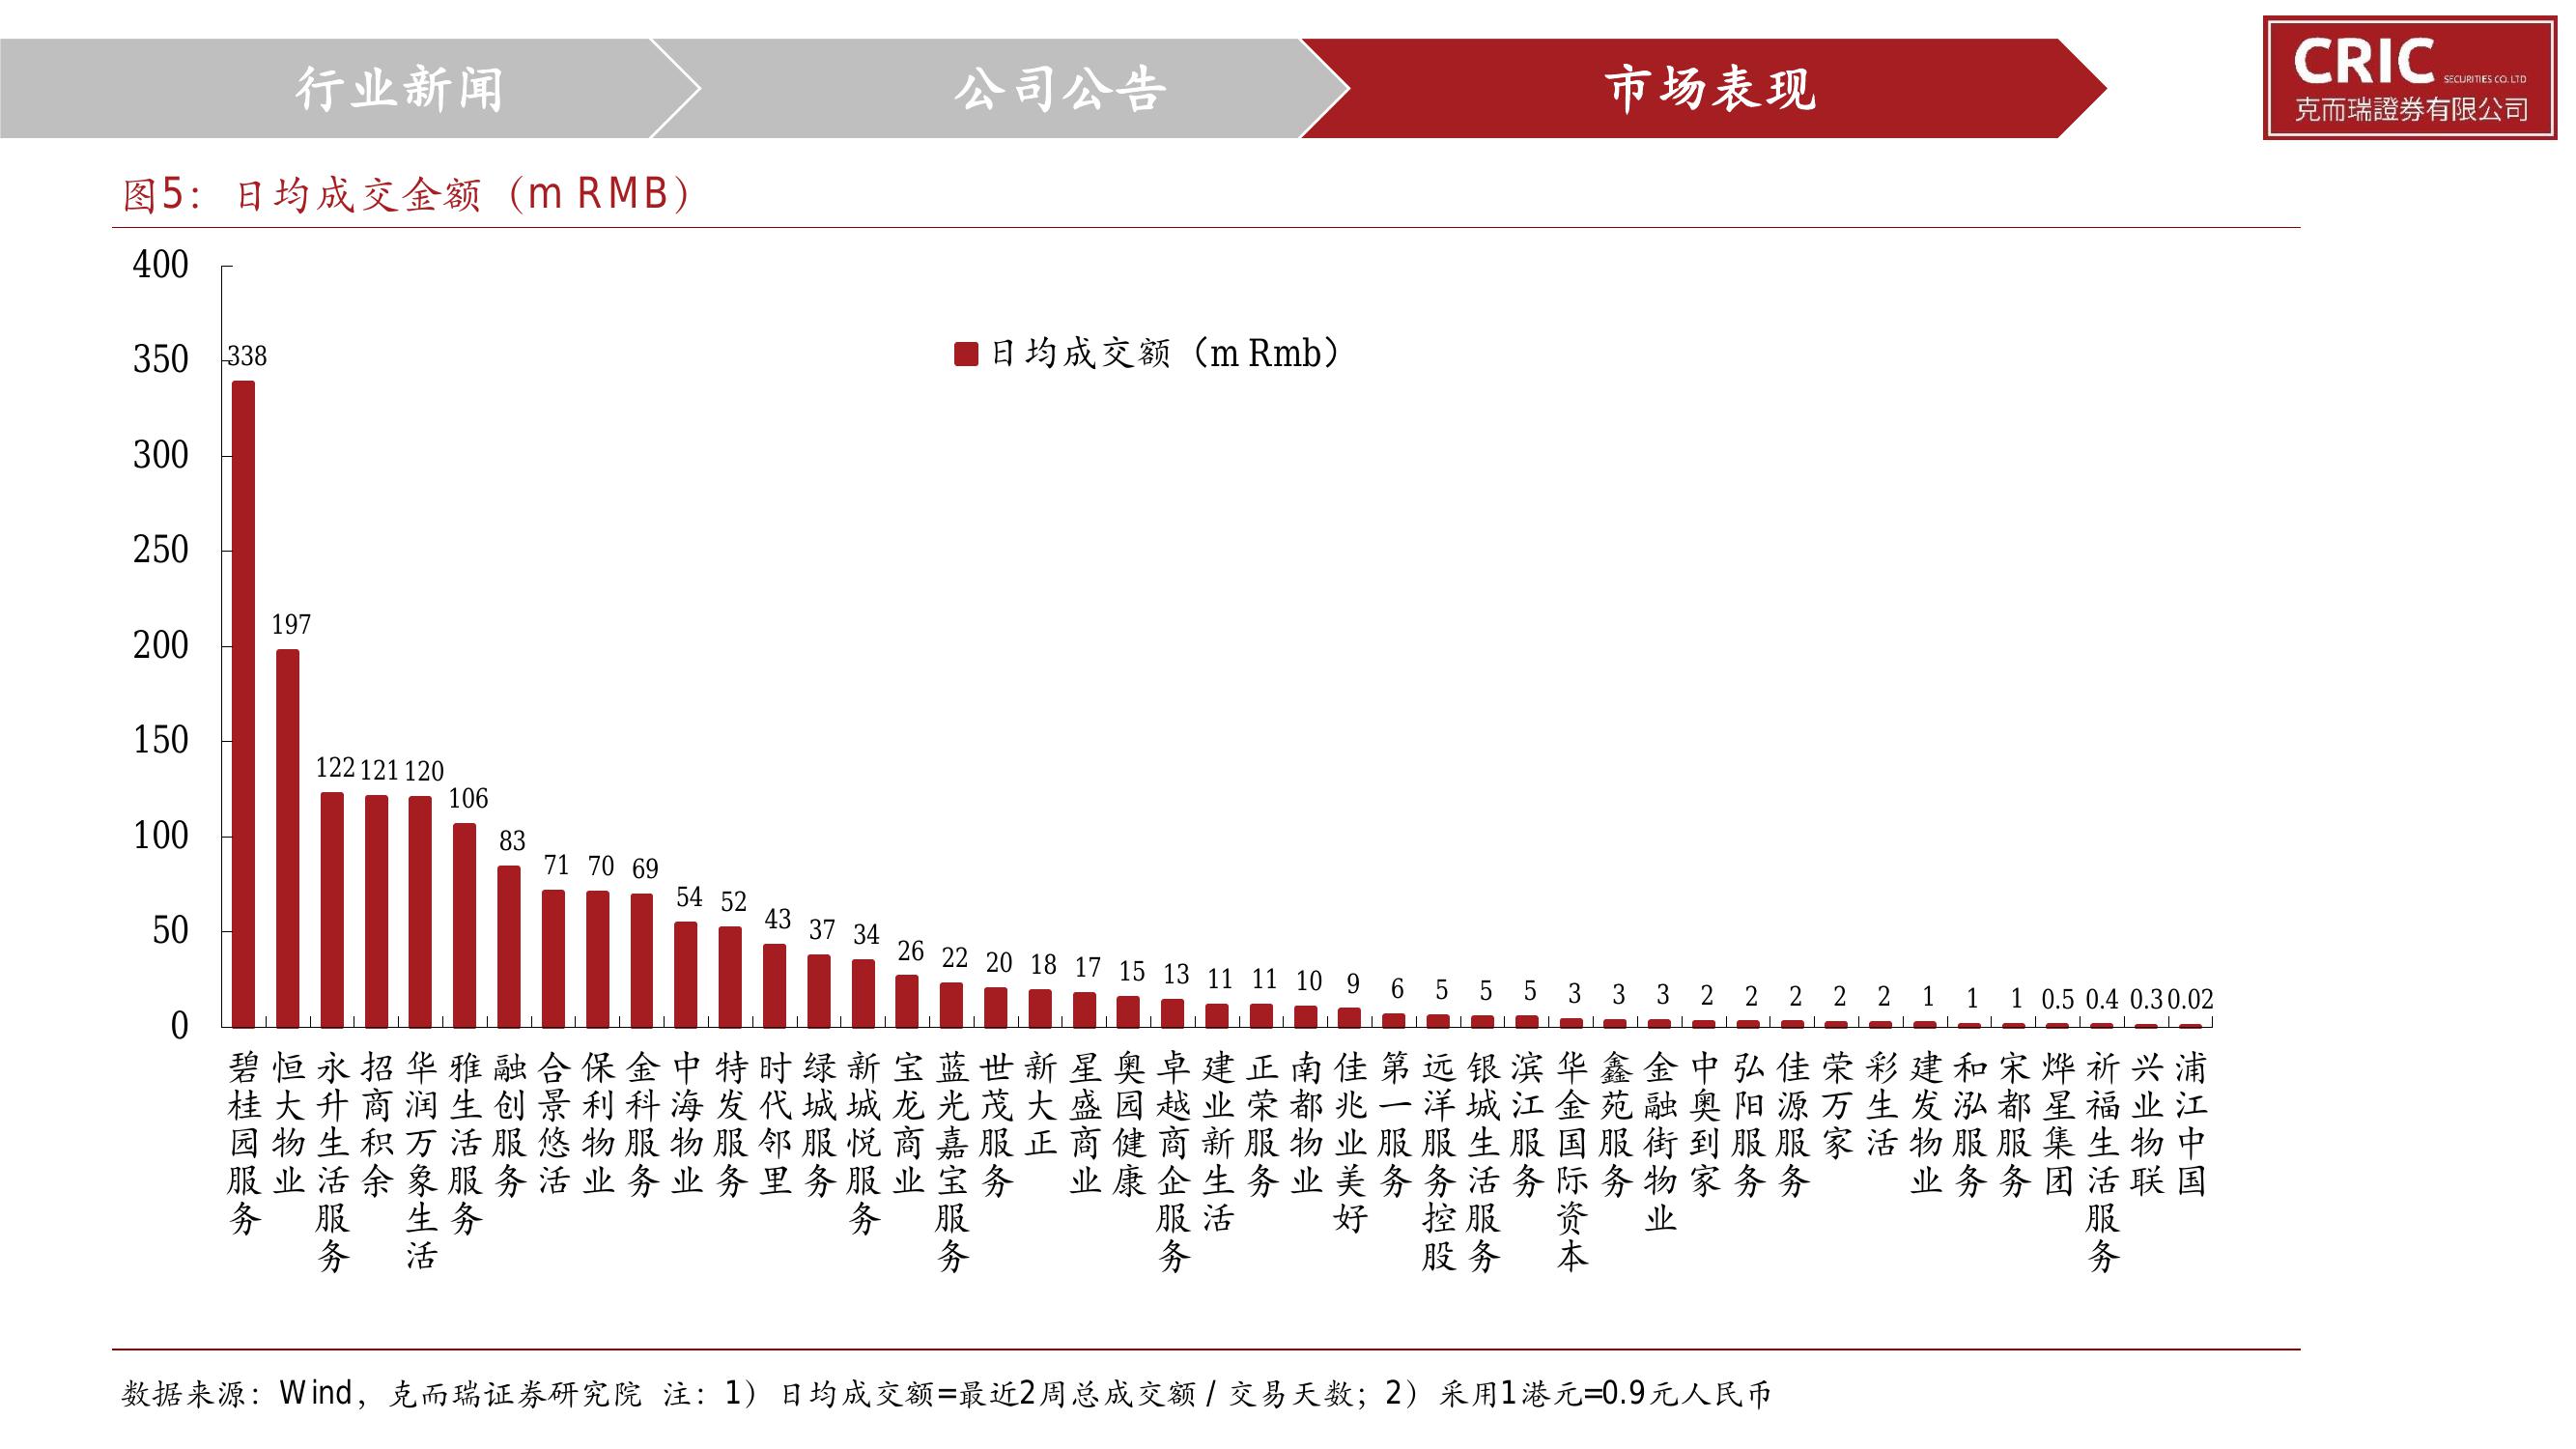 行业新闻
公司公告
市场表现
CRIC SECURITIES CO. LTD
克而瑞證券有限公司
图5：日均成交金额（m RMB）
日均成交额（m Rmb）
400
350
300
250
200
150
100
50
0
338
197
122
121
120
106
83
71
70
69
54
52
43
37
34
26
22
20
18
17
15
13
11
11
10
9
6
5
5
5
3
3
3
2
2
2
2
2
1
1
1
0.5
0.4
0.3
0.02
碧桂园服务
恒大物业
永升生活服务
招商积余
华润万象生活
雅生活服务
融创服务
合景悠活
保利物业
金科服务
中海物业
特发服务
时代邻里
绿城服务
新城悦服务
宝龙商业
蓝光嘉宝服务
世茂服务
新大正
星盛商业
奥园健康
卓越商企服务
建业新生活
正荣服务
南都物业
佳兆业美好
第一服务
远洋服务控股
银城生活服务
滨江服务
华金国际资本
鑫苑服务
金融街物业
中奥到家
弘阳服务
佳源服务
荣万家
彩生活
建发物业
和泓服务
宋都服务
烨星集团
祈福生活服务
兴业物联
浦江中国
数据来源：Wind，克而瑞证券研究院 注：1）日均成交额=最近2周总成交额 / 交易天数；2）采用1港元=0.9元人民币